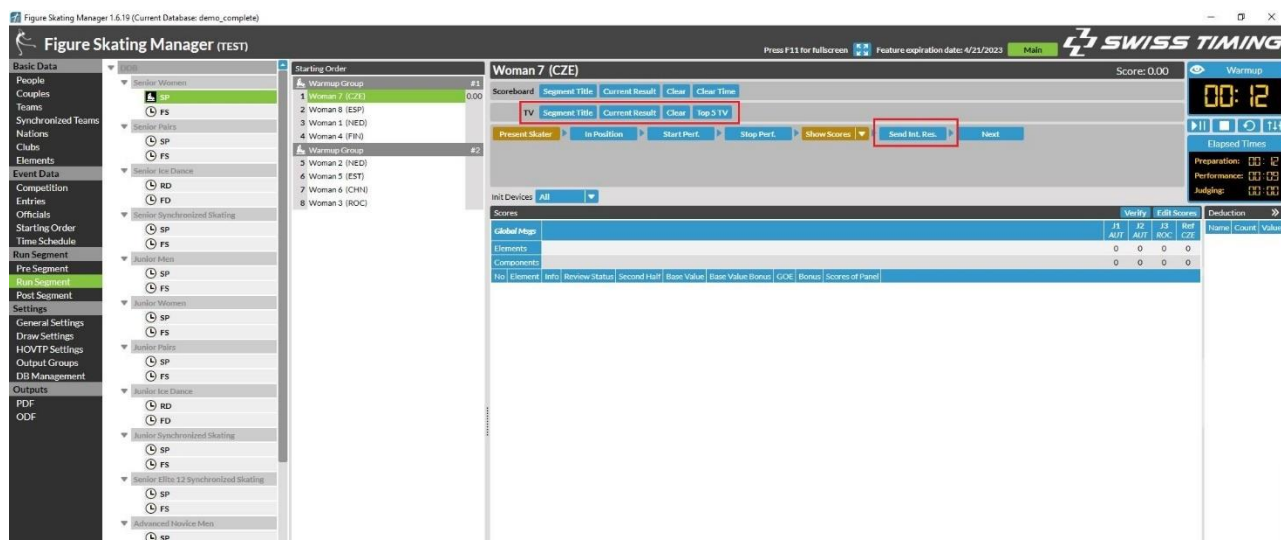 Figure Skating Manager 1.6.19 (Current Database: demo_complete)
Figure Skating Manager (TEST)
Press F11 for fullscreen
Feature expiration date: 4/21/2023
Main
SWISS TIMING
Basic Data
People
Couples
Teams
Synchronized Teams
Nations
Clubs
Elements
Event Data
Competition
Entries
Officials
Starting Order
Time Schedule
Run Segment
Pre Segment
Run Segment
Post Segment
Settings
General Settings
Draw Settings
HOVTP Settings
Output Groups
DB Management
Outputs
PDF
ODF
Senior Women
SP
FS
Senior Pairs
SP
FS
Senior Ice Dance
RD
FD
Senior Synchronized Skating
SP
FS
Junior Men
SP
FS
Junior Women
SP
FS
Junior Pairs
SP
FS
Junior Ice Dance
RD
FD
Junior Synchronized Skating
SP
FS
Senior Elite 12 Synchronized Skating
SP
FS
Advanced Novice Men
SP
Starting Order
Warmup Group #1
1 Woman 7 (CZE) 0.00
2 Woman 8 (ESP)
3 Woman 1 (NED)
4 Woman 4 (FIN)
Warmup Group #2
5 Woman 2 (NED)
6 Woman 5 (EST)
7 Woman 6 (CHN)
8 Woman 3 (ROC)
Woman 7 (CZE) Score: 0.00
Scoreboard Segment Title Current Result Clear Clear Time
TV Segment Title Current Result Clear Top 5 TV
Present Skater In Position Start Perf. Stop Perf. Show Scores Send Int. Res. Next
Init Devices All
Scores Verify Edit Scores
Global Msgs J1 AUT J2 AUT J3 ROC Ref CZE
Elements 0 0 0 0
Components 0 0 0 0
No Element Info Review Status Second Half Base Value Base Value Bonus GOE Bonus Scores of Panel
Warmup
00:12
Elapsed Times
Preparation: 00:12
Performance: 00:09
Judging: 00:00
Deduction »
Name Count Value